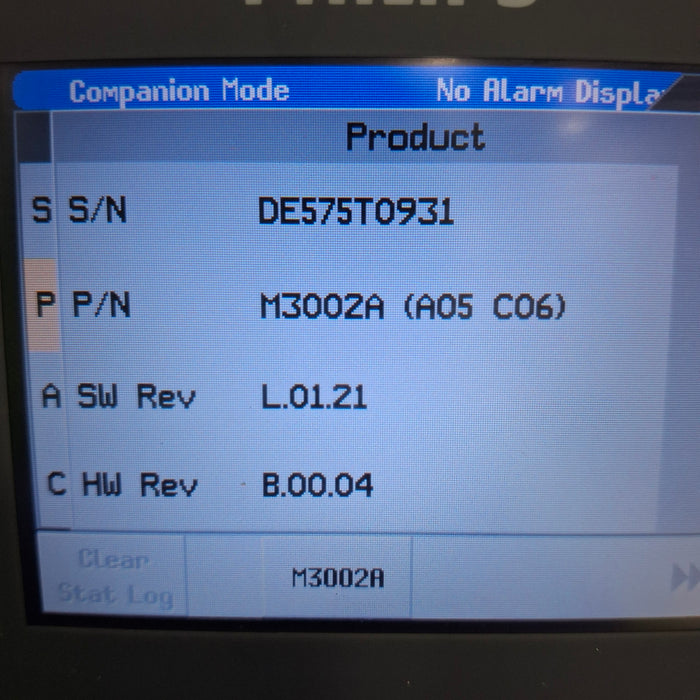 Companion Mode No Alarm Displa
Product
S S/N DE575T0931
P P/N M3002A (A05 C06)
A SW Rev L.01.21
C HW Rev B.00.04
Clear
Stat Log
M3002A